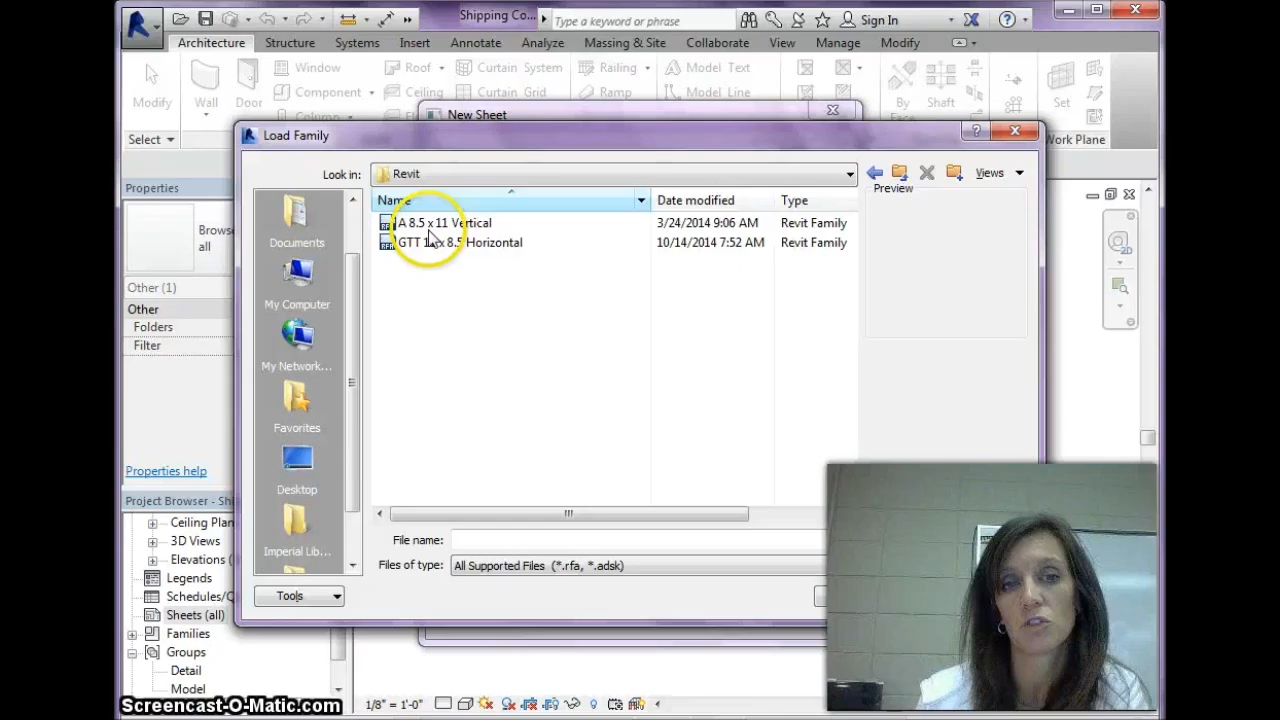 Shipping Co...
Type a keyword or phrase
Sign In
Architecture Structure Systems Insert Annotate Analyze Massing & Site Collaborate View Manage Modify
Window Roof Curtain System Railing Model Text
Modify Wall Door Component Ceiling Curtain Grid Ramp Model Line By Shaft Set
Column
Select Work Plane
New Sheet
Load Family
Properties
Look in: Revit Views
Name Date modified Type Preview
A 8.5 x 11 Vertical 3/24/2014 9:06 AM Revit Family
GTT 11 x 8.5 Horizontal 10/14/2014 7:52 AM Revit Family
Brows
all
Other (1)
Other
Folders
Filter
Documents
My Computer
My Network...
Favorites
Desktop
Imperial Lib...
Properties help
Project Browser - Shi
Ceiling Plan
3D Views
Elevations (
Legends
Schedules/Q
Sheets (all)
Families
Groups
Detail
Model
File name:
Files of type: All Supported Files (*.rfa, *.adsk)
Tools
1/8" = 1'-0"
Screencast-O-Matic.com